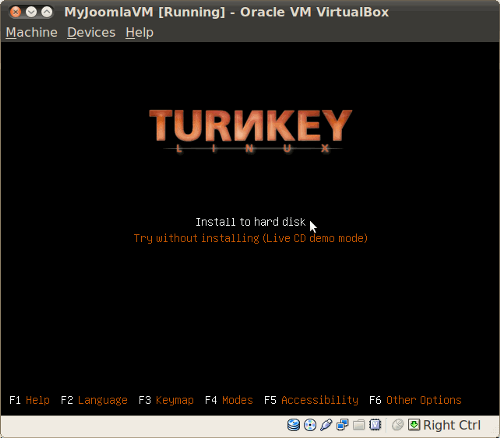 MyJoomlaVM [Running] - Oracle VM VirtualBox
Machine Devices Help
TURNKEY
LINUX
Install to hard disk
Try without installing (Live CD demo mode)
F1 Help F2 Language F3 Keymap F4 Modes F5 Accessibility F6 Other Options
Right Ctrl